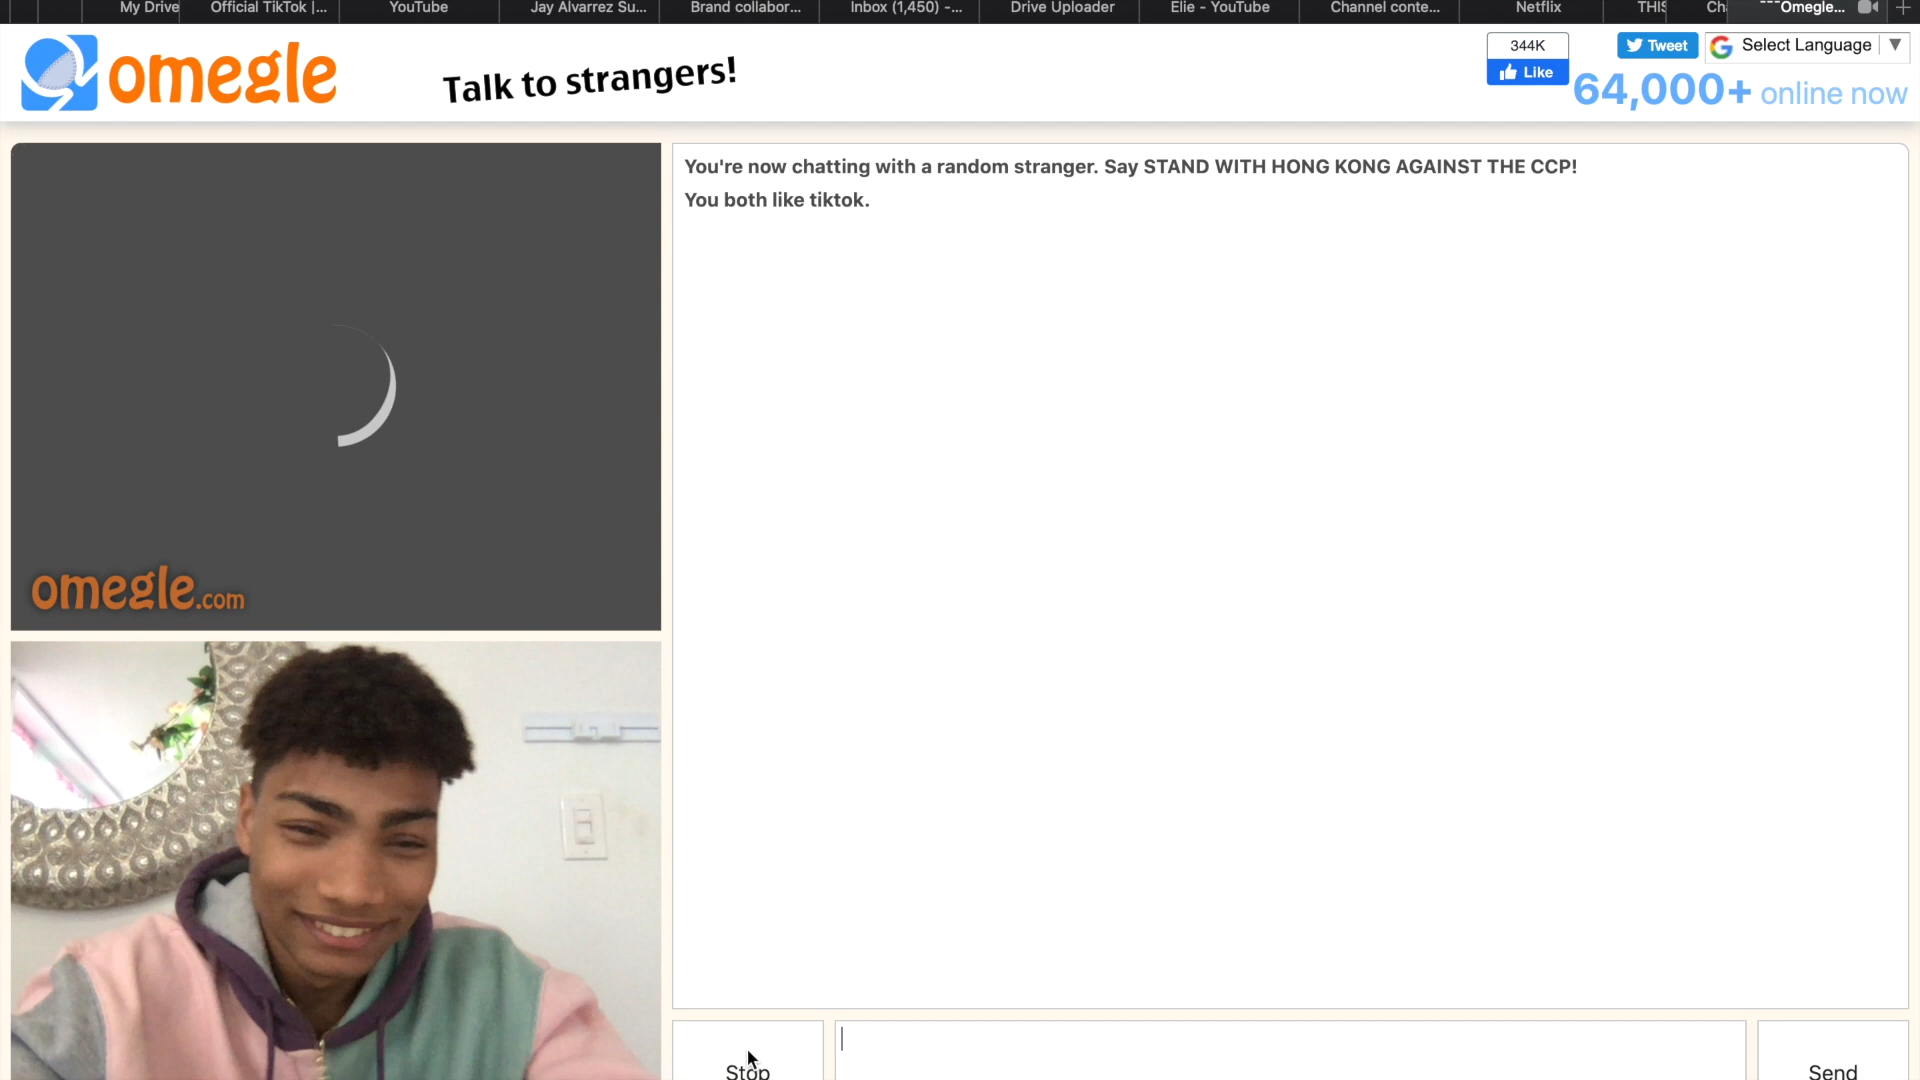 My Drive
Official TikTok |...
YouTube
Jay Alvarrez Su...
Brand collabor...
Inbox (1,450) -...
Drive Uploader
Elie - YouTube
Channel conte...
Netflix
THIS
Ch
Omegle...
omegle
Talk to strangers!
344K
Like
Tweet
Select Language
64,000+ online now
You're now chatting with a random stranger. Say STAND WITH HONG KONG AGAINST THE CCP!
You both like tiktok.
omegle.com
Stop
Send